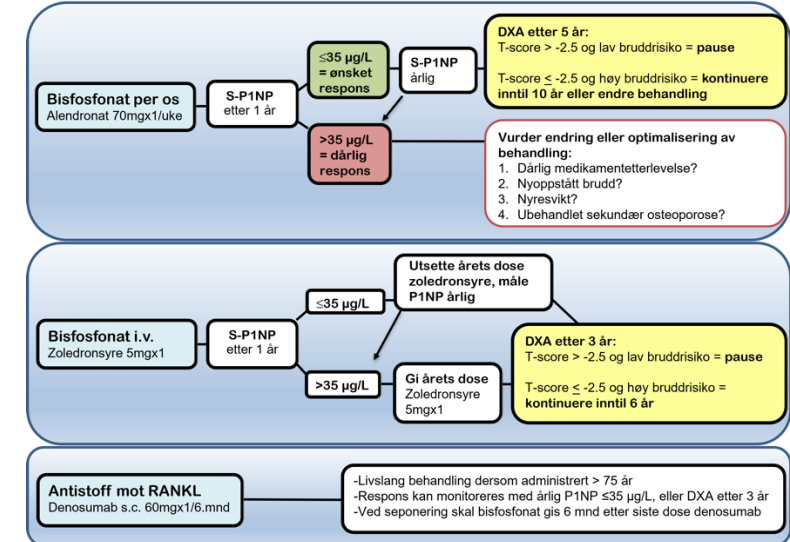 Bisfosfonat per os
Alendronat 70mgx1/uke
S-P1NP
etter 1 år
≤35 µg/L
= ønsket
respons
>35 µg/L
= dårlig
respons
S-P1NP
årlig
DXA etter 5 år:
T-score > -2.5 og lav bruddrisiko = pause
T-score ≤ -2.5 og høy bruddrisiko = kontinuere
inntil 10 år eller endre behandling
Vurder endring eller optimalisering av
behandling:
1. Dårlig medikamentetterlevelse?
2. Nyoppstått brudd?
3. Nyresvikt?
4. Ubehandlet sekundær osteoporose?
Bisfosfonat i.v.
Zoledronsyre 5mgx1
S-P1NP
etter 1 år
≤35 µg/L
Utsette årets dose
zoledronsyre, måle
P1NP årlig
>35 µg/L
Gi årets dose
Zoledronsyre
5mgx1
DXA etter 3 år:
T-score > -2.5 og lav bruddrisiko = pause
T-score ≤ -2.5 og høy bruddrisiko =
kontinuere inntil 6 år
Antistoff mot RANKL
Denosumab s.c. 60mgx1/6.mnd
-Livslang behandling dersom administrert > 75 år
-Respons kan monitoreres med årlig P1NP ≤35 µg/L, eller DXA etter 3 år
-Ved seponering skal bisfosfonat gis 6 mnd etter siste dose denosumab